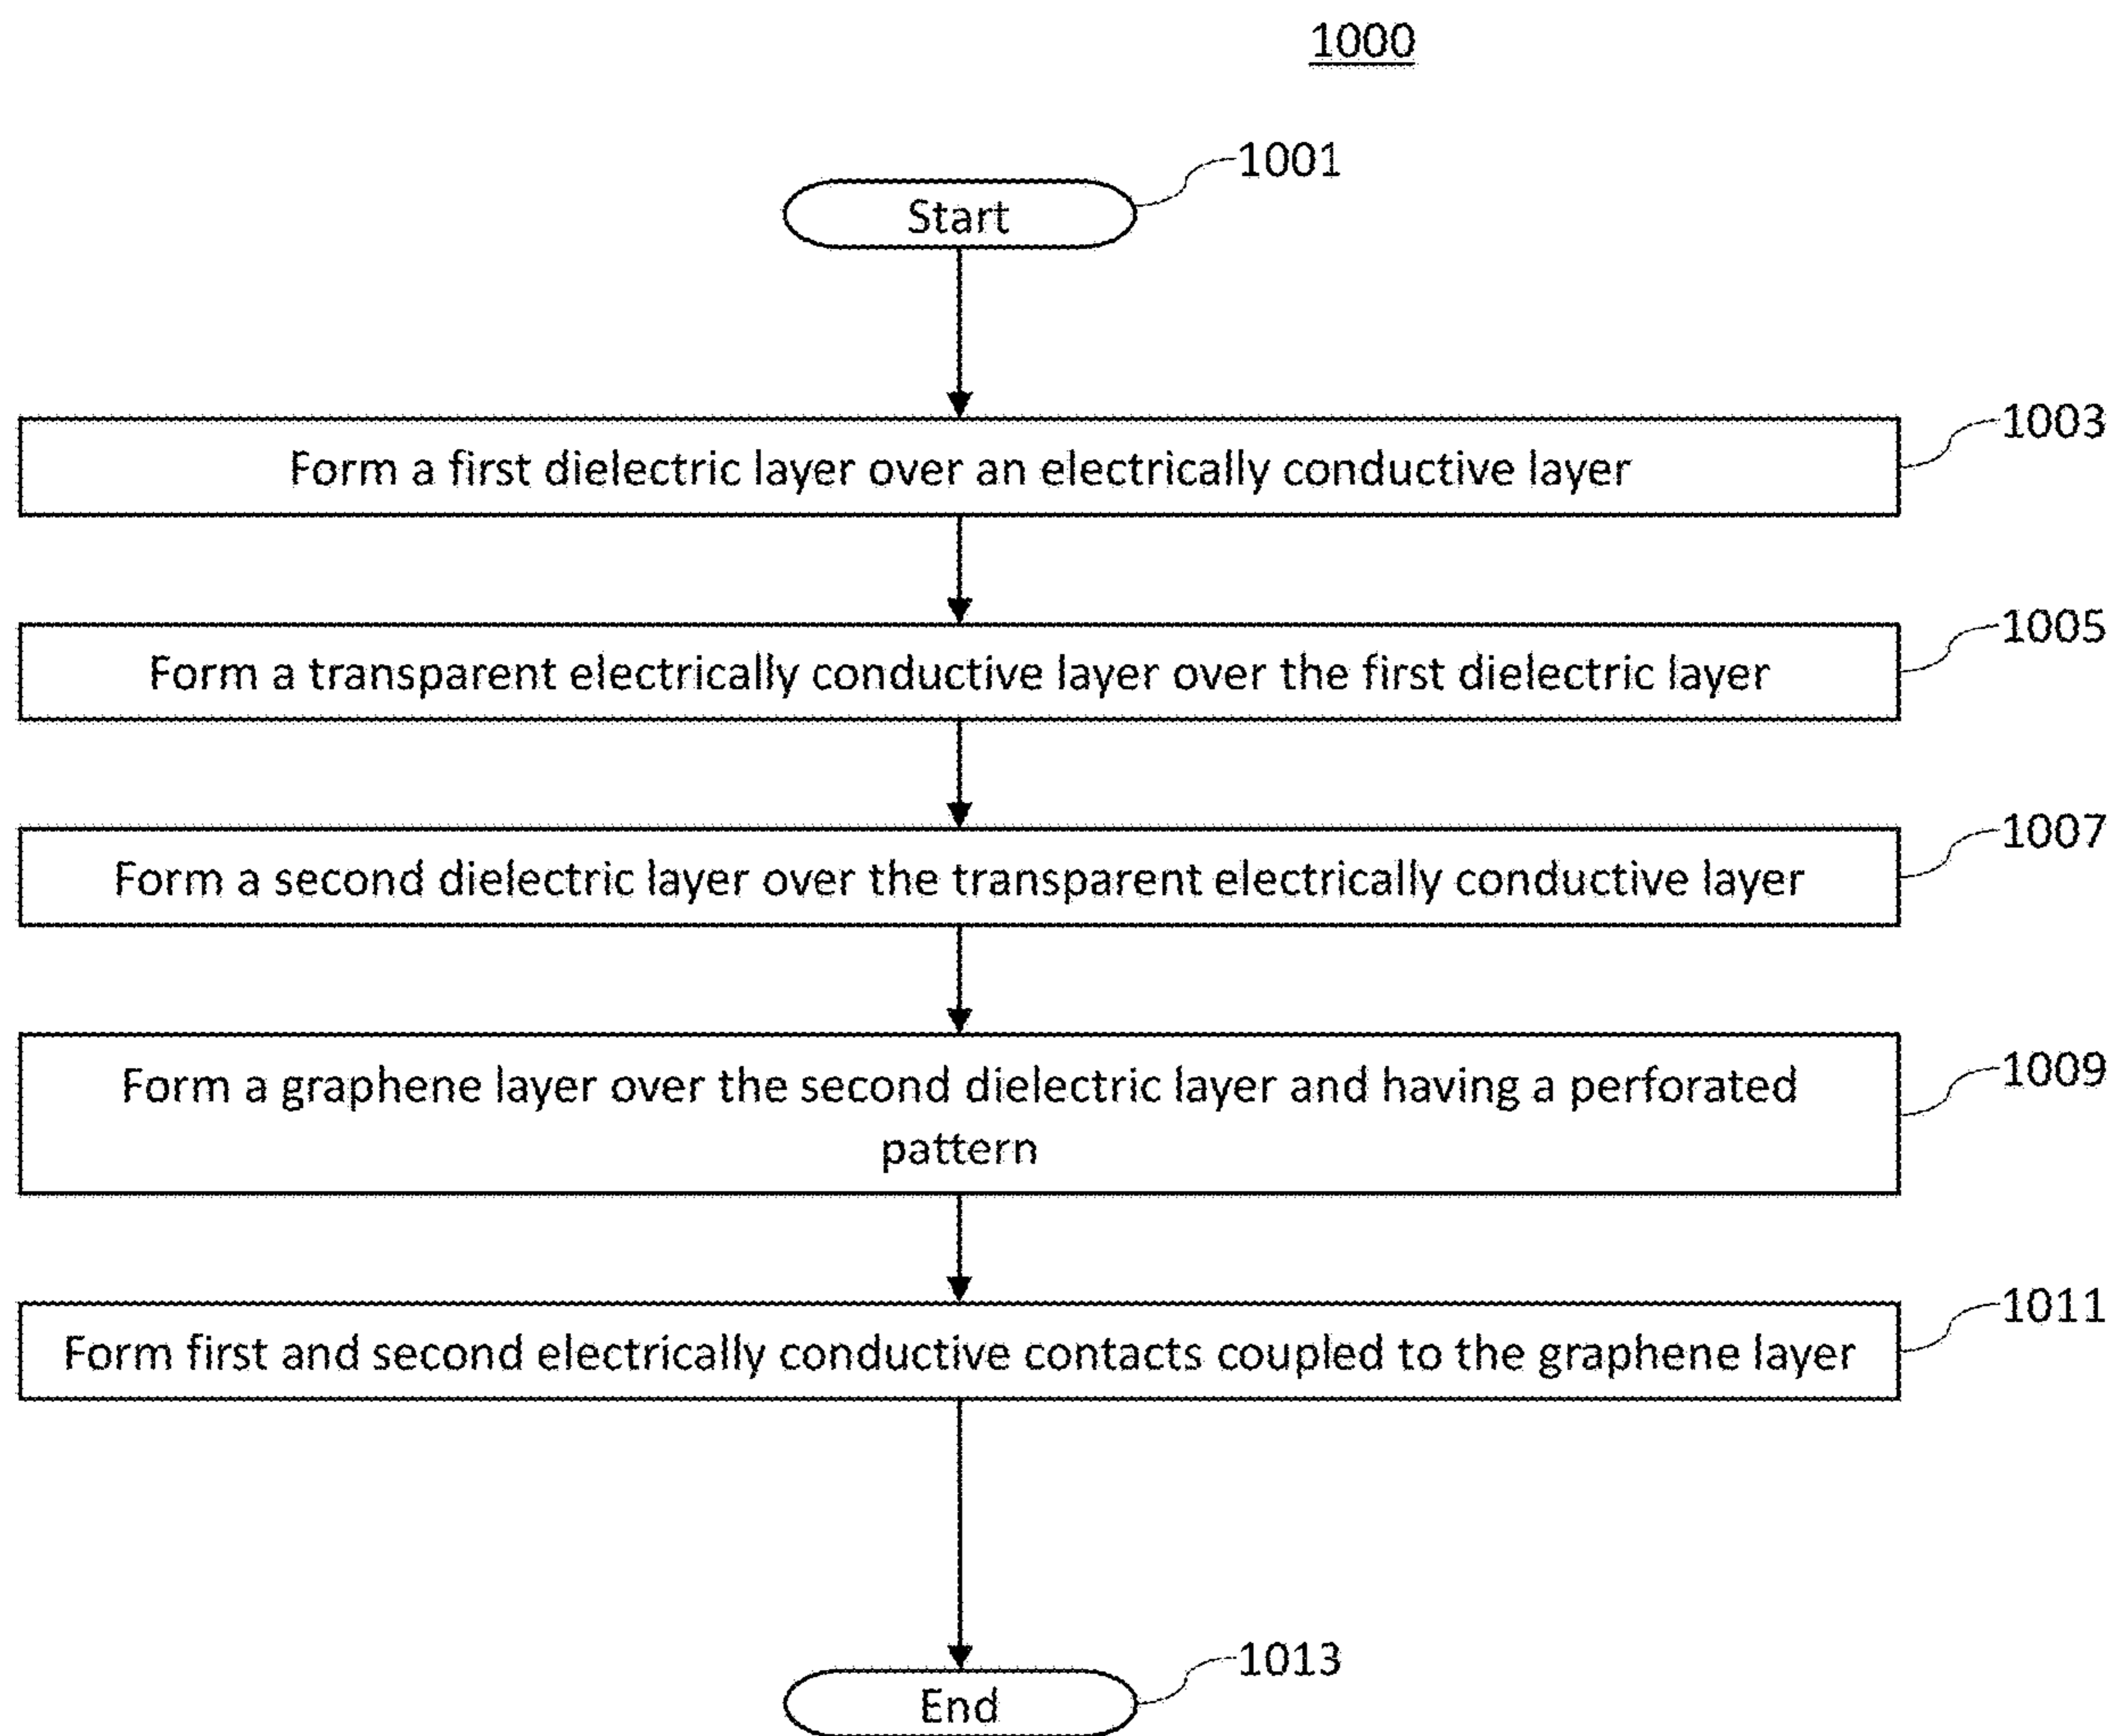 1000
1001
Start
1003
Form a first dielectric layer over an electrically conductive layer
1005
Form a transparent electrically conductive layer over the first dielectric layer
1007
Form a second dielectric layer over the transparent electrically conductive layer
1009
Form a graphene layer over the second dielectric layer and having a perforated
pattern
1011
Form first and second electrically conductive contacts coupled to the graphene layer
1013
End